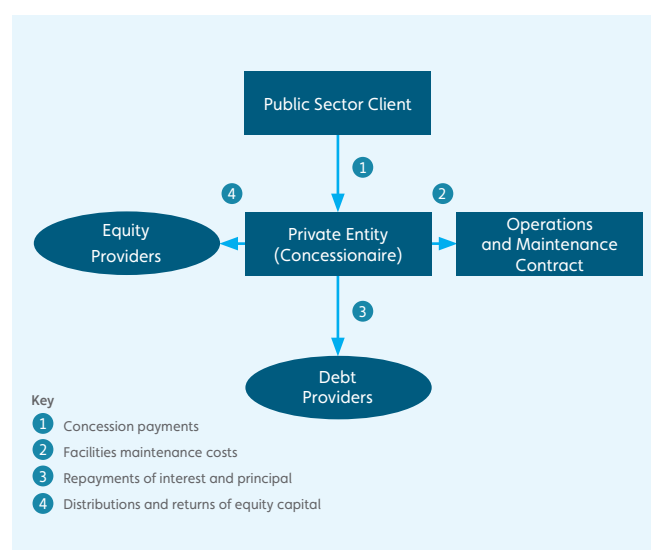 Public Sector Client
1
4
2
Equity
Providers
Private Entity
(Concessionaire)
Operations
and Maintenance
Contract
3
Debt
Providers
Key
1 Concession payments
2 Facilities maintenance costs
3 Repayments of interest and principal
4 Distributions and returns of equity capital